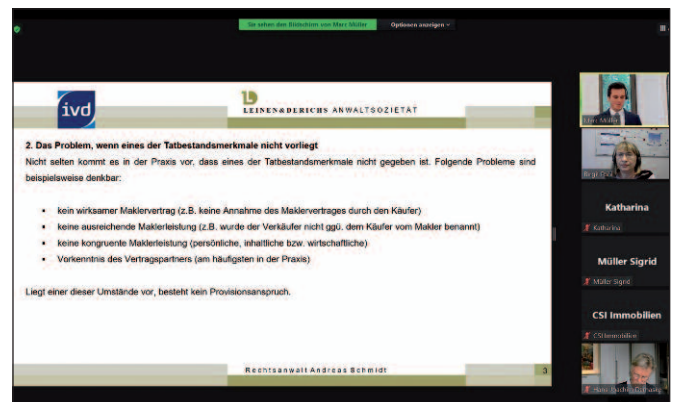 Sie sehen den Bildschirm von Marc Müller
Optionen anzeigen
ivd
LEINEN & DERICHS ANWALTSOZIETÄT
2. Das Problem, wenn eines der Tatbestandsmerkmale nicht vorliegt
Nicht selten kommt es in der Praxis vor, dass eines der Tatbestandsmerkmale nicht gegeben ist. Folgende Probleme sind
beispielsweise denkbar:
• kein wirksamer Maklervertrag (z.B. keine Annahme des Maklervertrages durch den Käufer)
• keine ausreichende Maklerleistung (z.B. wurde der Verkäufer nicht ggü. dem Käufer vom Makler benannt)
• keine kongruente Maklerleistung (persönliche, inhaltliche bzw. wirtschaftliche)
• Vorkenntnis des Vertragspartners (am häufigsten in der Praxis)
Liegt einer dieser Umstände vor, besteht kein Provisionsanspruch.
Rechtsanwalt Andreas Schmidt
3
Marc Müller
Birgit
Katharina
Katharina
Müller Sigrid
Müller Sigrid
CSI Immobilien
CSI Immobilien
Hans